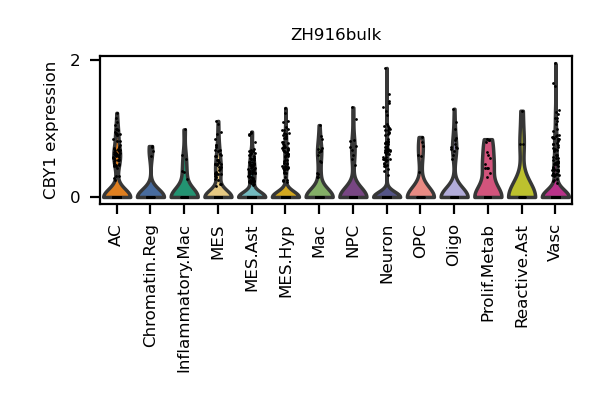 ZH916bulk
CBY1 expression
2
0
AC
Chromatin.Reg
Inflammatory.Mac
MES
MES.Ast
MES.Hyp
Mac
NPC
Neuron
OPC
Oligo
Prolif.Metab
Reactive.Ast
Vasc